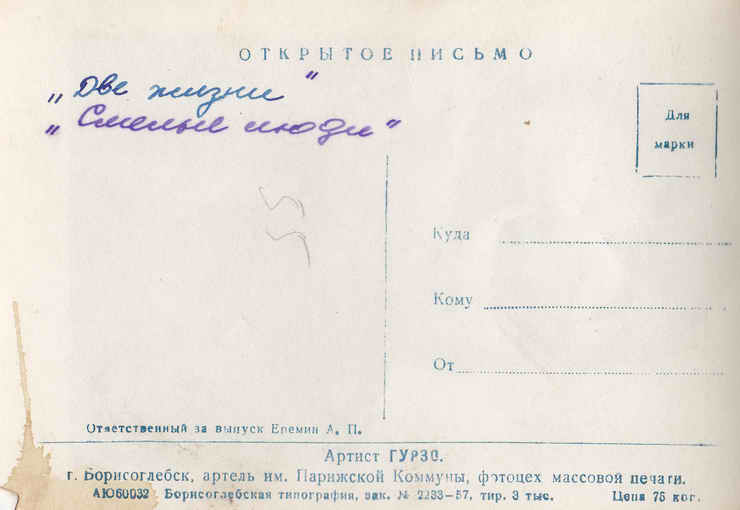 ОТКРЫТОЕ ПИСЬМО
„Две жизни"
„Смелые люди"
Для
марки
Куда
Кому
От
Ответственный за выпуск Еремин А. П.
Артист ГУРЗО.
г. Борисоглебск, артель им. Парижской Коммуны, фотоцех массовой печати.
АЮ60032 Борисоглебская типография, зак. № 2233-57, тир. 3 тыс. Цена 75 коп.